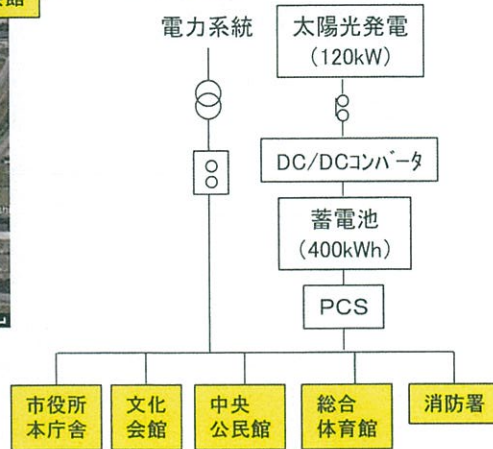 電力系統
太陽光発電
(120kW)
DC/DCコンバータ
蓄電池
(400kWh)
PCS
市役所
本庁舎
文化
会館
中央
公民館
総合
体育館
消防署